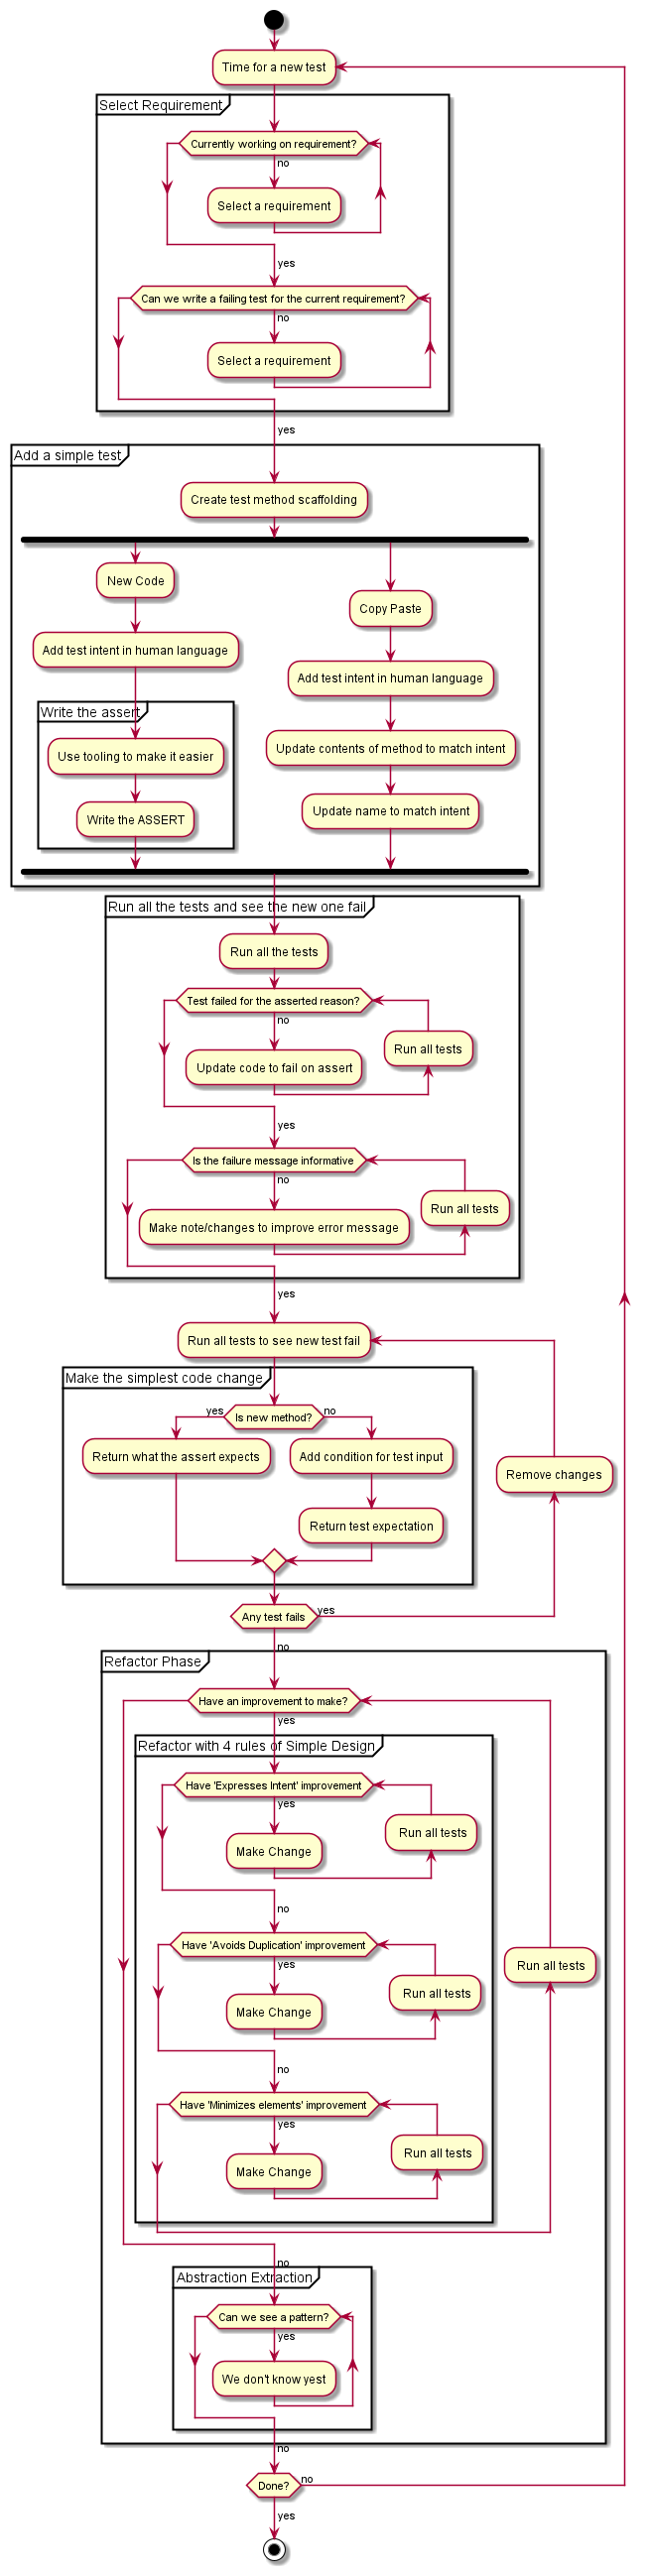 Time for a new test
Select Requirement
Currently working on requirement?
no
Select a requirement
yes
Can we write a failing test for the current requirement?
no
Select a requirement
yes
Add a simple test
Create test method scaffolding
New Code
Copy Paste
Add test intent in human language
Add test intent in human language
Write the assert
Update contents of method to match intent
Use tooling to make it easier
Update name to match intent
Write the ASSERT
Run all the tests and see the new one fail
Run all the tests
Test failed for the asserted reason?
no
Run all tests
Update code to fail on assert
yes
Is the failure message informative
no
Run all tests
Make note/changes to improve error message
yes
Run all tests to see new test fail
Make the simplest code change
yes
Is new method?
no
Return what the assert expects
Add condition for test input
Remove changes
Return test expectation
Any test fails
yes
no
Refactor Phase
Have an improvement to make?
yes
Refactor with 4 rules of Simple Design
Have 'Expresses Intent' improvement
yes
Run all tests
Make Change
no
Have 'Avoids Duplication' improvement
yes
Run all tests
Run all tests
Make Change
no
Have 'Minimizes elements' improvement
yes
Run all tests
Make Change
no
Abstraction Extraction
Can we see a pattern?
yes
We don't know yest
no
Done?
no
yes